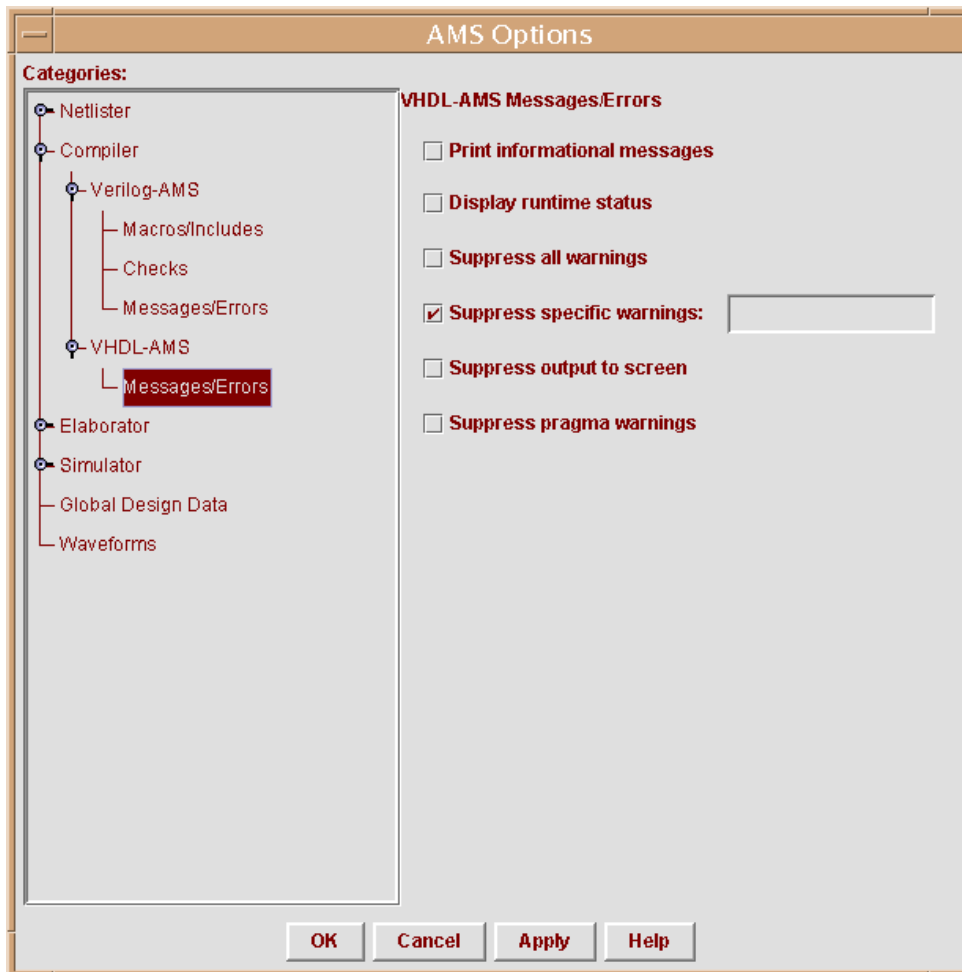 AMS Options
Categories:
Netlister
Compiler
Verilog-AMS
Macros/Includes
Checks
Messages/Errors
VHDL-AMS
Messages/Errors
Elaborator
Simulator
Global Design Data
Waveforms
VHDL-AMS Messages/Errors
Print informational messages
Display runtime status
Suppress all warnings
Suppress specific warnings:
Suppress output to screen
Suppress pragma warnings
OK Cancel Apply Help